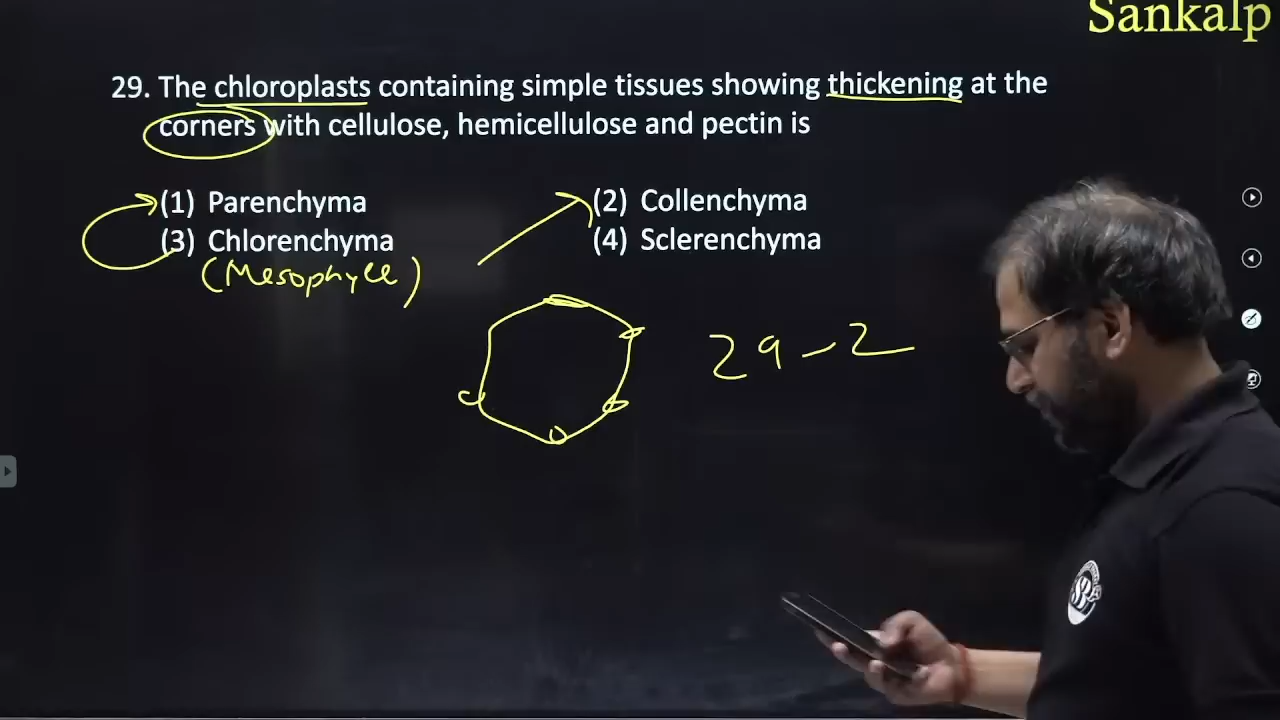 Sankalp
29. The chloroplasts containing simple tissues showing thickening at the
corners with cellulose, hemicellulose and pectin is
(1) Parenchyma
(2) Collenchyma
(3) Chlorenchyma
(4) Sclerenchyma
(Mesophyll)
29-2